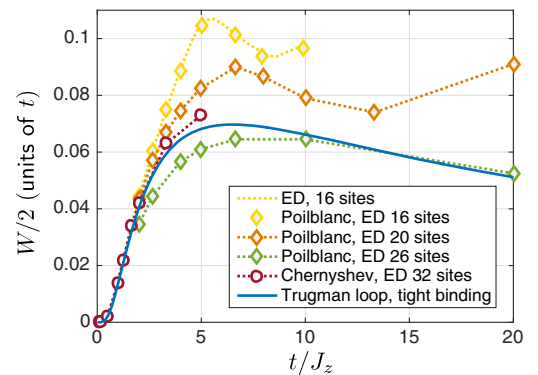 0.1
0.08
0.06
0.04
0.02
0
W/2 (units of t)
ED, 16 sites
Poilblanc, ED 16 sites
Poilblanc, ED 20 sites
Poilblanc, ED 26 sites
Chernyshev, ED 32 sites
Trugman loop, tight binding
0 5 10 15 20
t/J_z